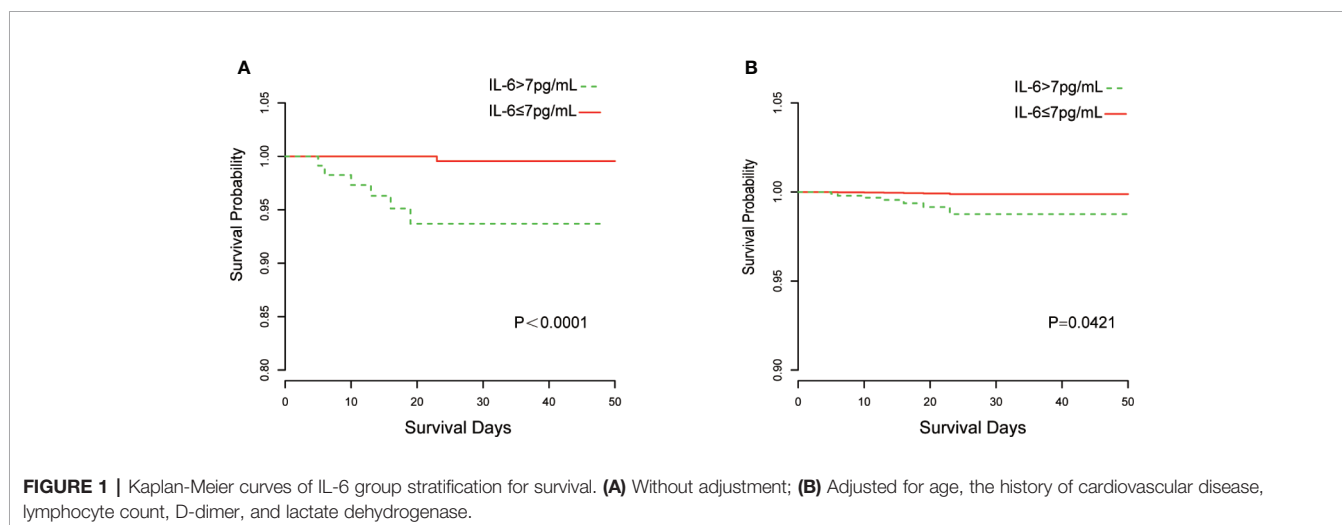 A
IL-6>7pg/mL
IL-6≤7pg/mL
1.05
1.00
0.95
0.90
0.85
0.80
Survival Probability
P<0.0001
0 10 20 30 40 50
Survival Days
B
IL-6>7pg/mL
IL-6≤7pg/mL
1.05
1.00
0.95
0.90
Survival Probability
P=0.0421
0 10 20 30 40 50
Survival Days
FIGURE 1 | Kaplan-Meier curves of IL-6 group stratification for survival. (A) Without adjustment; (B) Adjusted for age, the history of cardiovascular disease,
lymphocyte count, D-dimer, and lactate dehydrogenase.